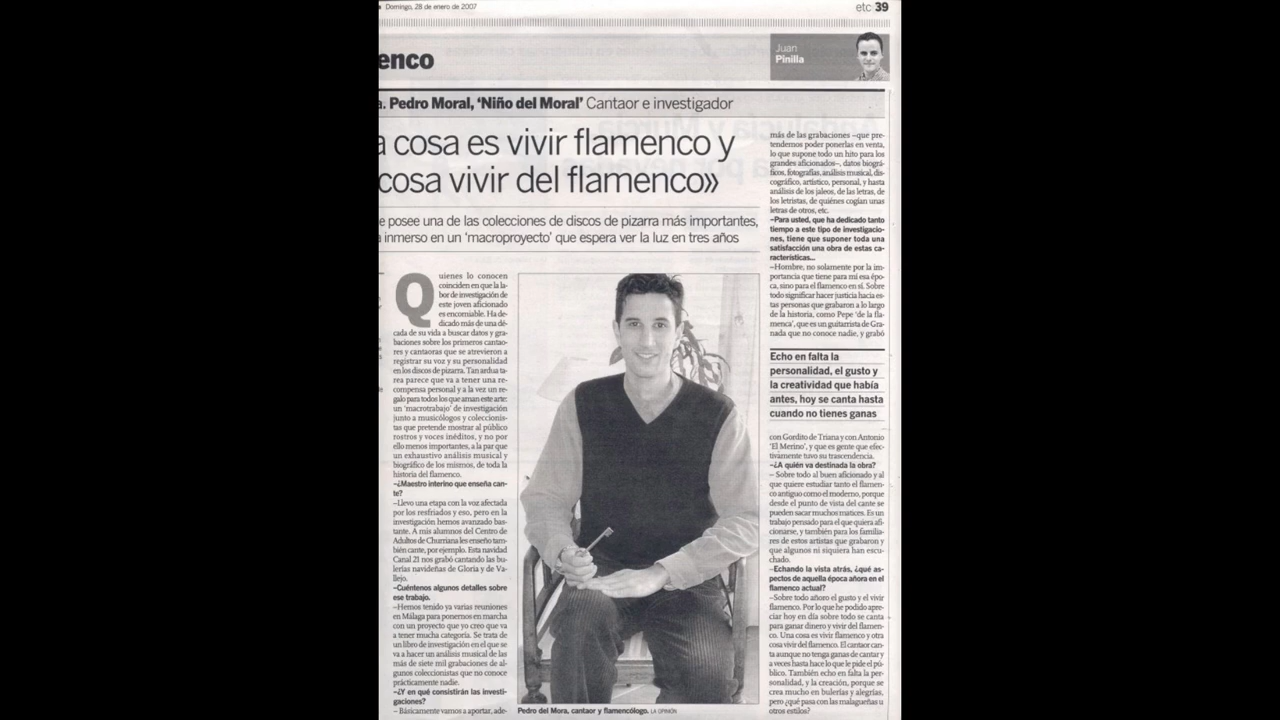 Domingo, 28 de enero de 2007
etc 39
enco
Juan
Pinilla
a. Pedro Moral, ‘Niño del Moral’ Cantaor e investigador
a cosa es vivir flamenco y
cosa vivir del flamenco»
e posee una de las colecciones de discos de pizarra más importantes,
a inmerso en un ‘macroproyecto’ que espera ver la luz en tres años
Quienes lo conocen
coinciden en que la la-
bor de investigación de
este joven aficionado
es encomiable. Ha de-
dicado más de una dé-
cada de su vida a buscar datos y gra-
baciones sobre los primeros cantao-
res y cantaoras que se atrevieron a
registrar su voz y su personalidad
en los discos de pizarra. Tan ardua ta-
rea parece que va a tener una re-
compensa personal y a la vez un re-
galo para todos los que aman este arte:
un ‘macrotrabajo’ de investigación
junto a musicólogos y coleccionis-
tas que pretende mostrar al público
rostros y voces inéditos, y no por
ello menos importantes, a la par que
un exhaustivo análisis musical y
biográfico de los mismos, de toda la
historia del flamenco.
–¿Maestro interino que enseña can-
te?
–Llevo una etapa con la voz afectada
por los resfriados y eso, pero en la
investigación hemos avanzado bas-
tante. A mis alumnos del Centro de
Adultos de Churriana les enseño tam-
bién cante, por ejemplo. Esta navidad
Canal 21 nos grabó cantando las bu-
lerías navideñas de Gloria y de Va-
llejo.
–Cuéntenos algunos detalles sobre
ese trabajo.
–Hemos tenido ya varias reuniones
en Málaga para ponernos en marcha
con un proyecto que yo creo que va
a tener mucha categoría. Se trata de
un libro de investigación en el que se
va a hacer un análisis musical de las
más de siete mil grabaciones de al-
gunos coleccionistas que no conoce
prácticamente nadie.
–¿Y en qué consistirán las investi-
gaciones?
–Básicamente vamos a aportar, ade-
Pedro del Mora, cantaor y flamencólogo. LA OPINIÓN
más de las grabaciones –que pre-
tendemos poder ponerlas en venta,
lo que supone todo un hito para los
grandes aficionados–, datos biográ-
ficos, fotografías, análisis musical, dis-
cográfico, artístico, personal, y hasta
análisis de los jaleos, de las letras, de
los letristas, de quiénes cogían unas
letras de otros, etc.
–Para usted, que ha dedicado tanto
tiempo a este tipo de investigacio-
nes, tiene que suponer toda una
satisfacción una obra de estas ca-
racterísticas...
–Hombre, no solamente por la im-
portancia que tiene para mi esa épo-
ca, sino para el flamenco en sí. Sobre
todo significar hacer justicia hacia es-
tas personas que grabaron a lo largo
de la historia, como Pepe ‘de la fla-
menca’, que es un guitarrista de Gra-
nada que no conoce nadie, y grabó
Echo en falta la
personalidad, el gusto y
la creatividad que había
antes, hoy se canta hasta
cuando no tienes ganas
con Gordito de Triana y con Antonio
‘El Merino’, y que es gente que efec-
tivamente tuvo su trascendencia.
–¿A quién va destinada la obra?
– Sobre todo al buen aficionado y al
que quiere estudiar tanto el flamen-
co antiguo como el moderno, porque
desde el punto de vista del cante se
pueden sacar muchos matices. Es un
trabajo pensado para el que quiera afi-
cionarse, y también para los familia-
res de estos artistas que grabaron y
que algunos ni siquiera han escu-
chado.
–Echando la vista atrás, ¿qué as-
pectos de aquella época añora en el
flamenco actual?
–Sobre todo añoro el gusto y el vivir
flamenco. Por lo que he podido apre-
ciar hoy en día sobre todo se canta
para ganar dinero y vivir del flamen-
co. Una cosa es vivir flamenco y otra
cosa vivir del flamenco. El cantaor can-
ta aunque no tenga ganas de cantar y
a veces hasta hace lo que le pide el pú-
blico. También echo en falta la per-
sonalidad, y la creación, porque se
crea mucho en bulerías y alegrías,
pero ¿qué pasa con las malagueñas u
otros estilos?